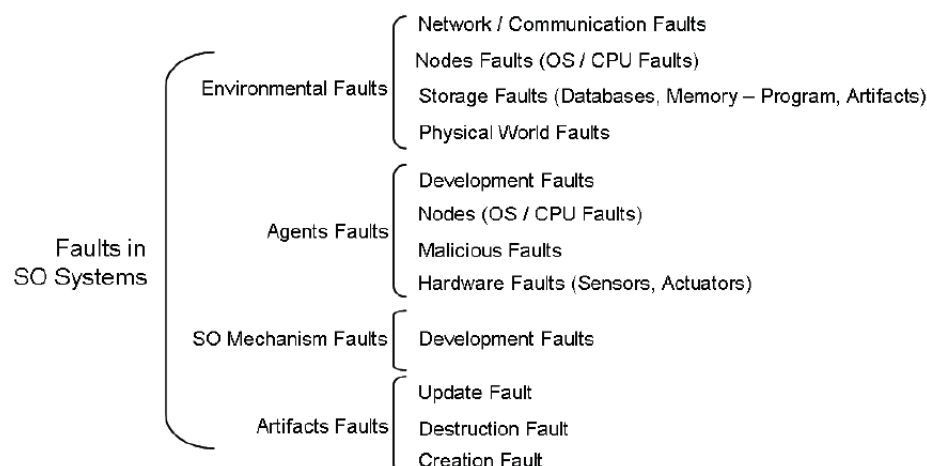 Faults in
SO Systems
Environmental Faults
Network / Communication Faults
Nodes Faults (OS / CPU Faults)
Storage Faults (Databases, Memory – Program, Artifacts)
Physical World Faults
Agents Faults
Development Faults
Nodes (OS / CPU Faults)
Malicious Faults
Hardware Faults (Sensors, Actuators)
SO Mechanism Faults
Development Faults
Artifacts Faults
Update Fault
Destruction Fault
Creation Fault